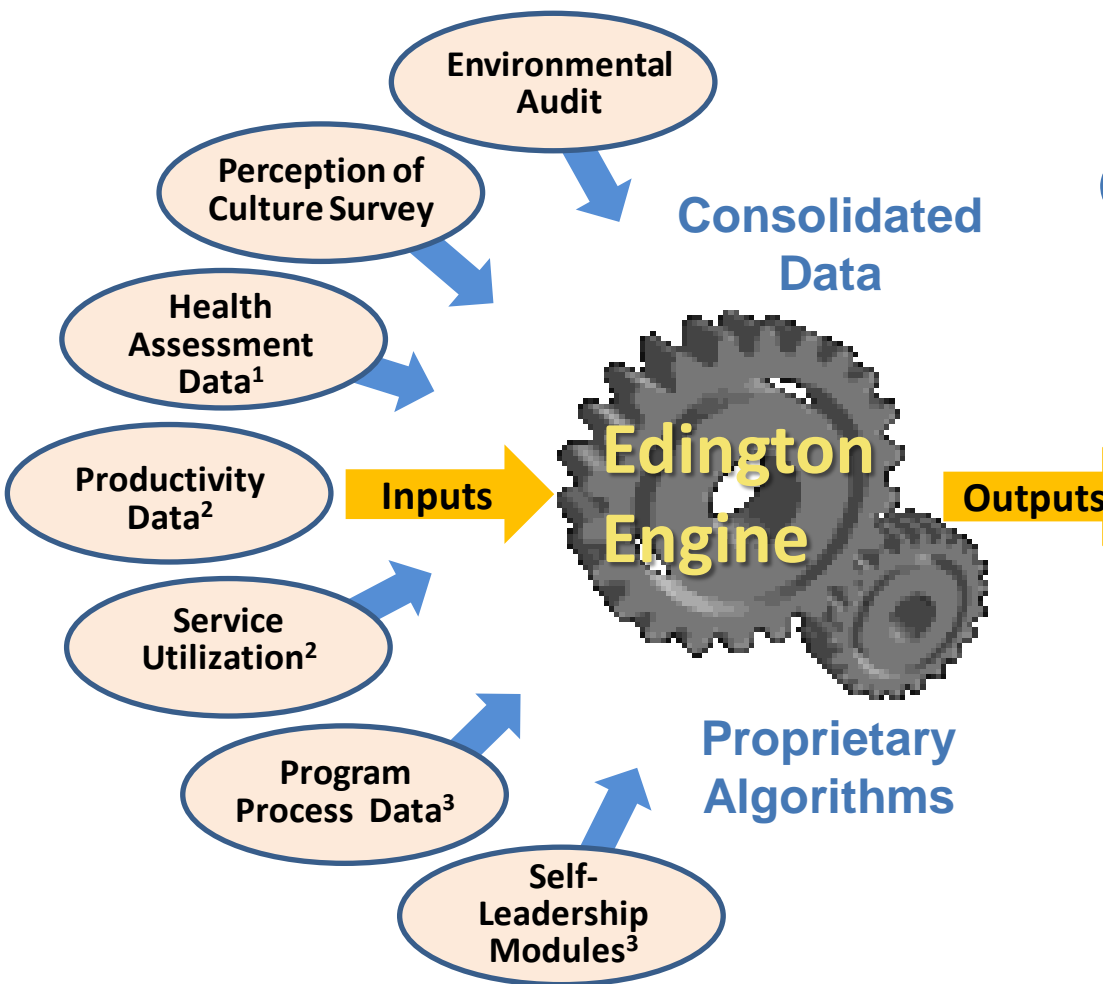 Environmental
Audit
Perception of
Culture Survey
Consolidated
Data
Health
Assessment
Data¹
Productivity
Data²
Inputs
Edington
Engine
Outputs
Service
Utilization²
Program
Process Data³
Proprietary
Algorithms
Self-
Leadership
Modules³